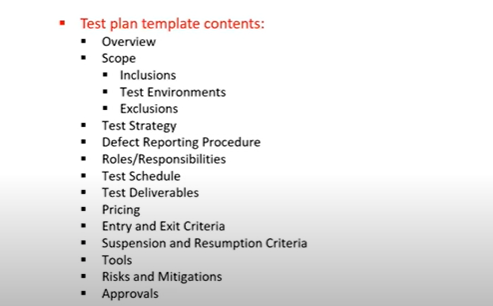 Test plan template contents:
Overview
Scope
Inclusions
Test Environments
Exclusions
Test Strategy
Defect Reporting Procedure
Roles/Responsibilities
Test Schedule
Test Deliverables
Pricing
Entry and Exit Criteria
Suspension and Resumption Criteria
Tools
Risks and Mitigations
Approvals